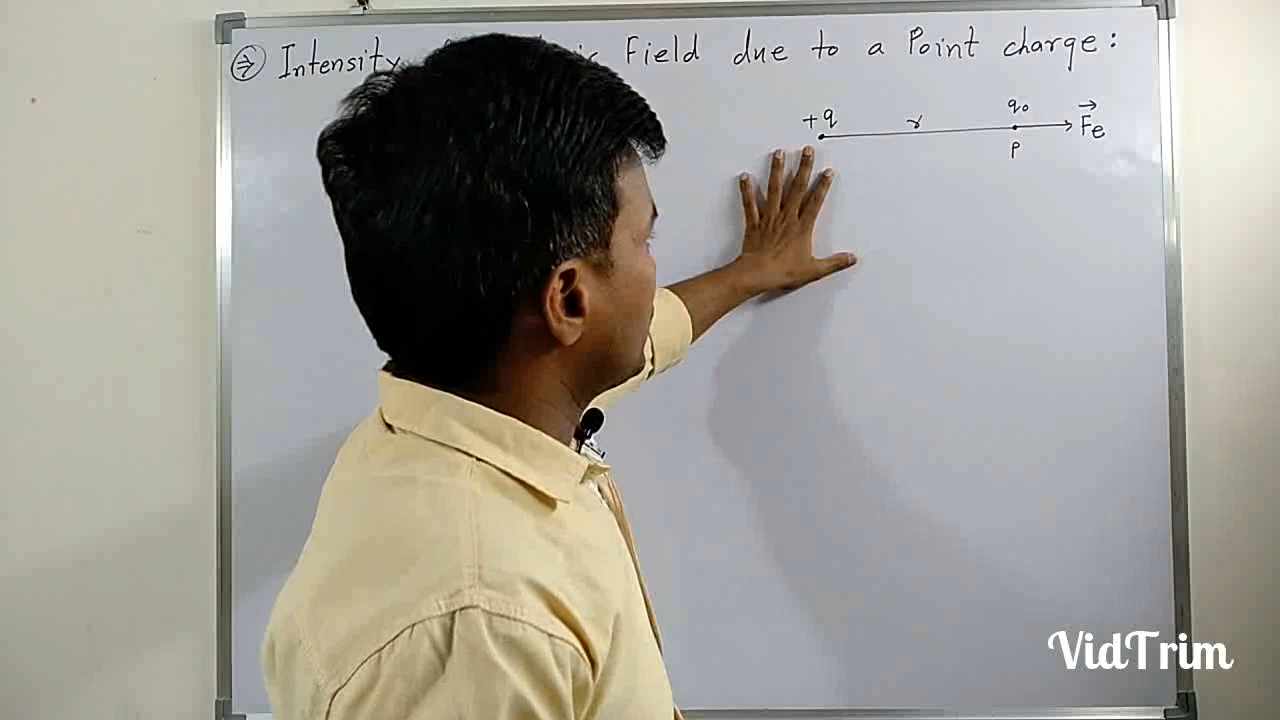 ⇒ Intensity Field due to a Point charge:
+q r q₀ F⃗e
P
VidTrim